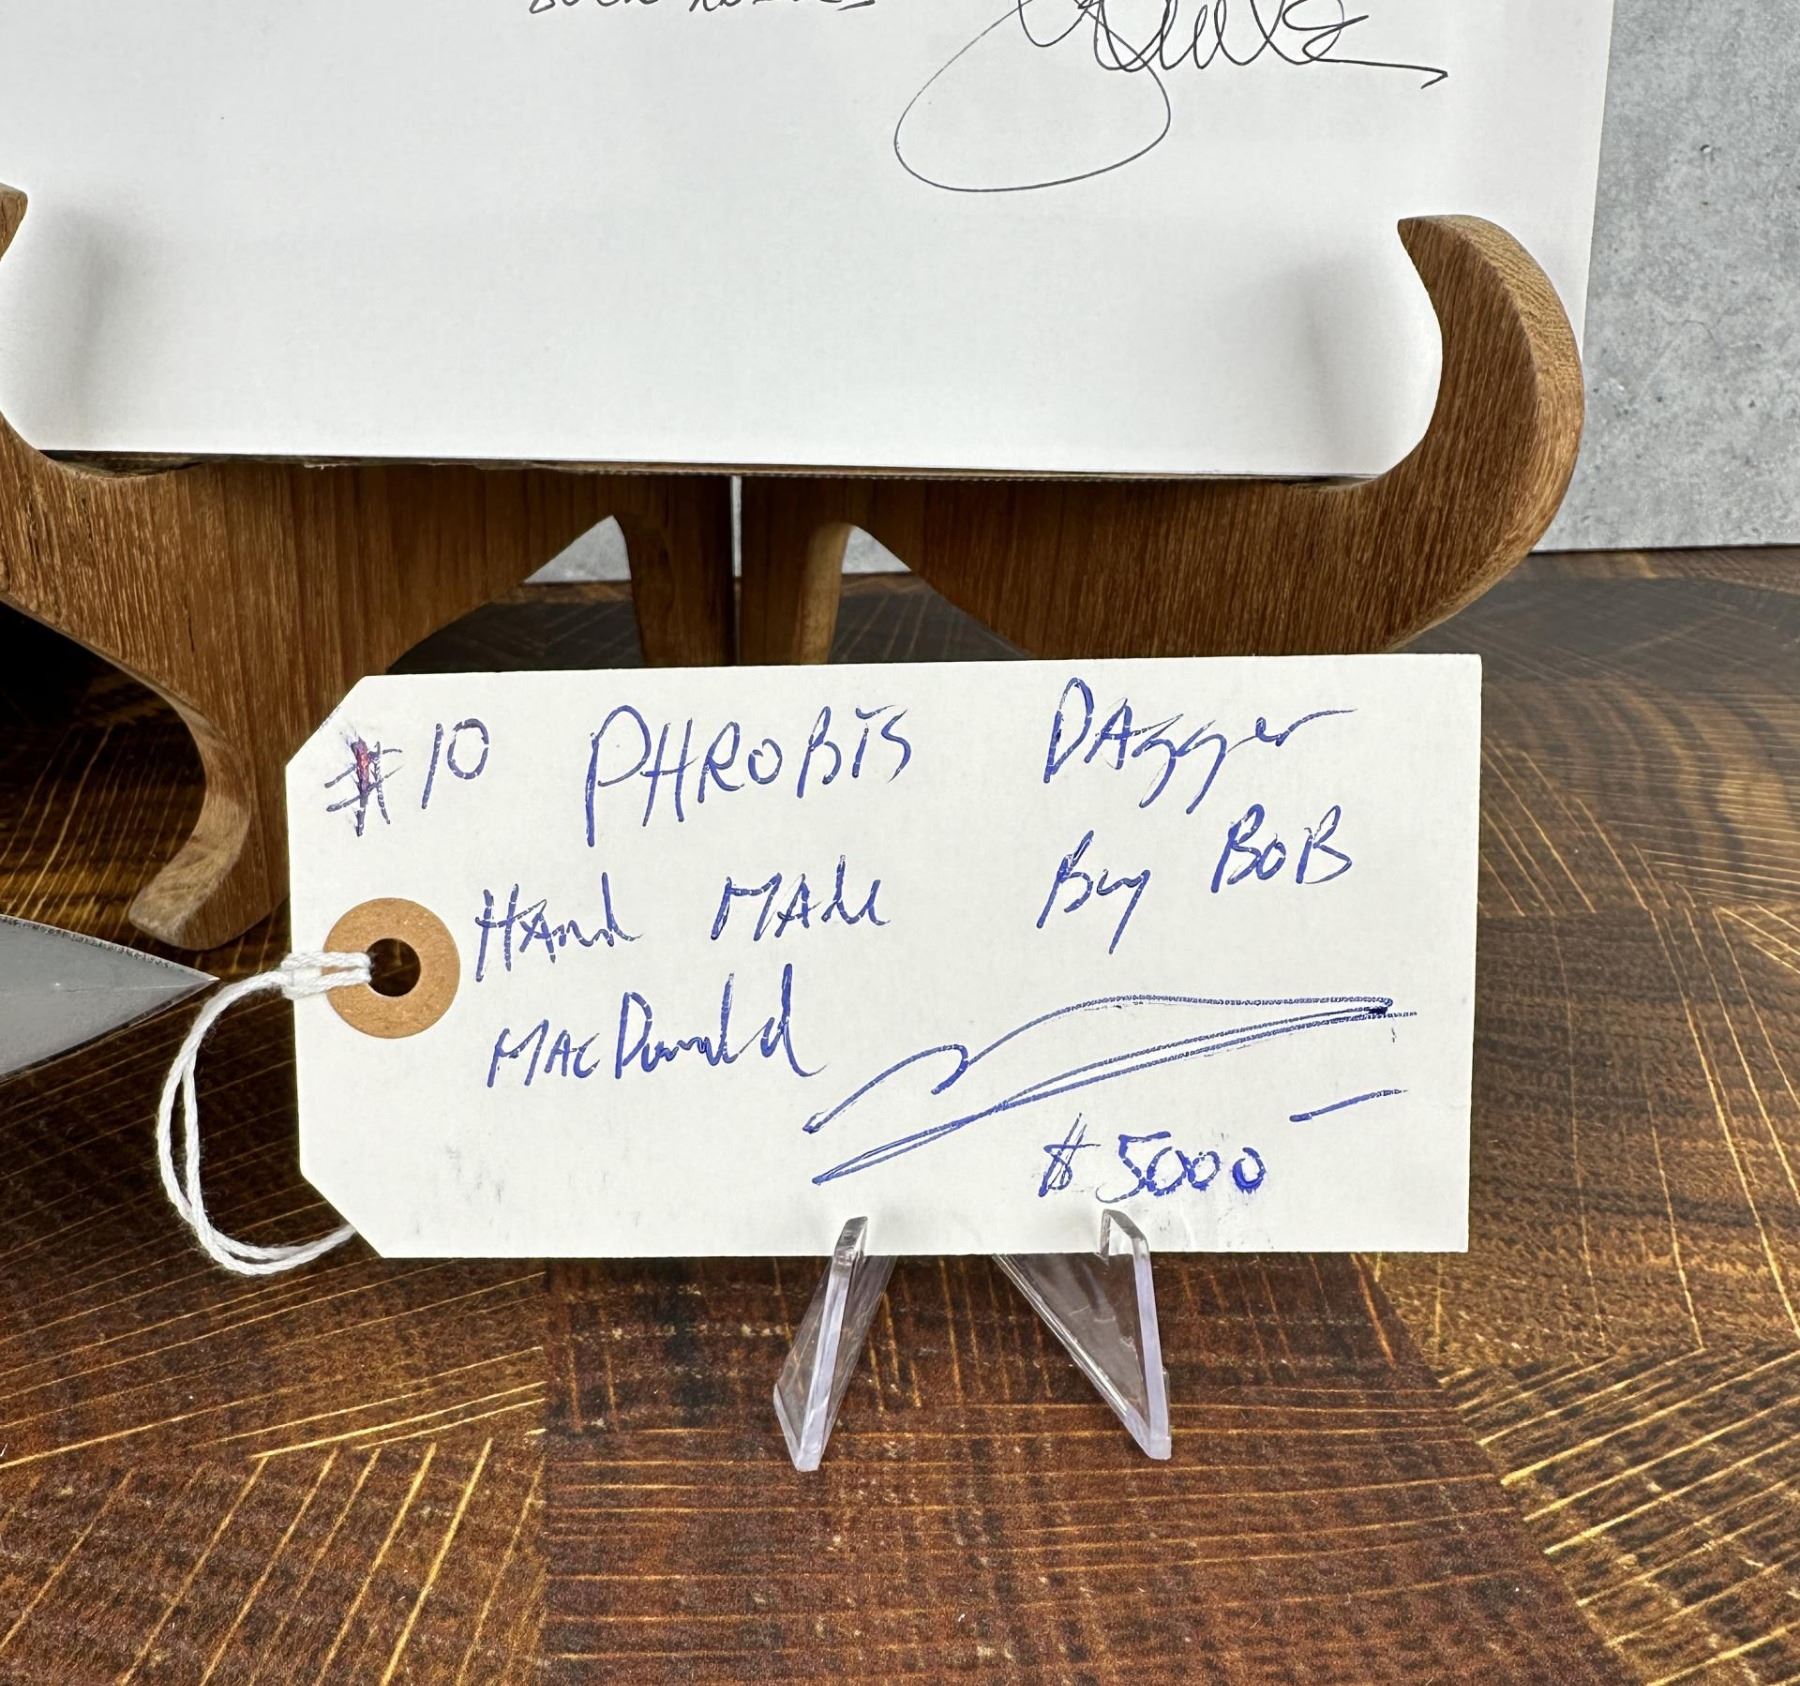 #10 PHROBIS DAgger
HAnd MAde By BOB
MACDonald
$5000 —